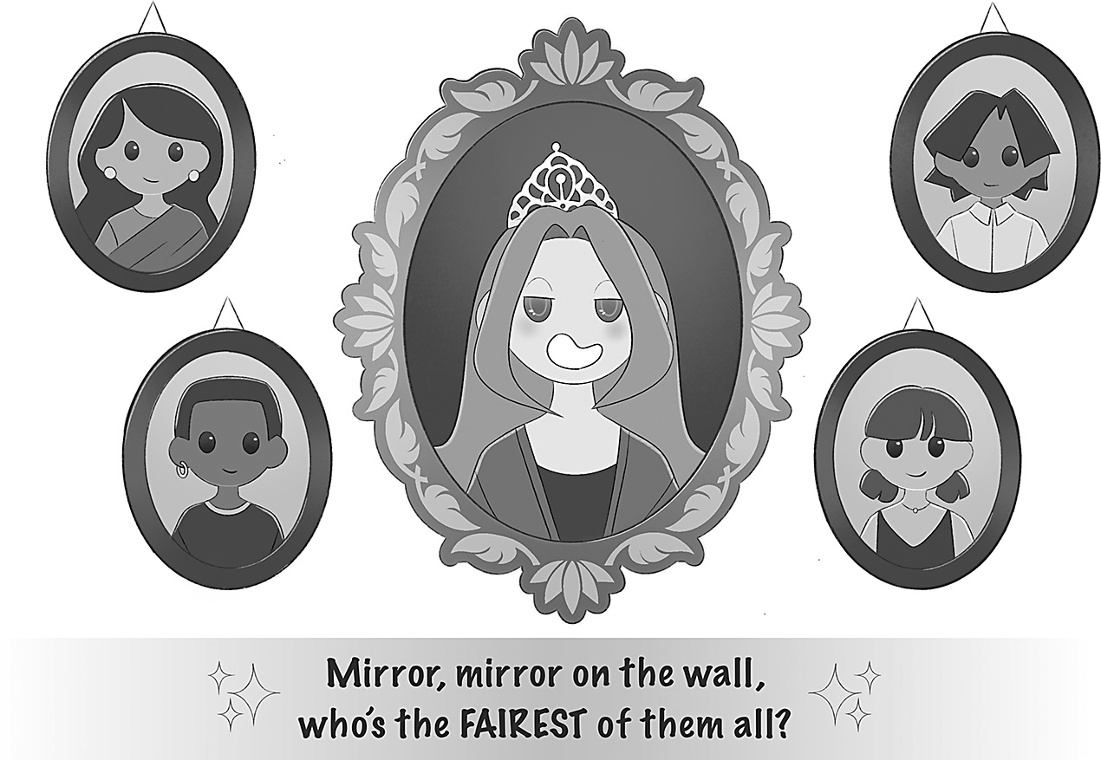 Mirror, mirror on the wall,
who's the FAIREST of them all?